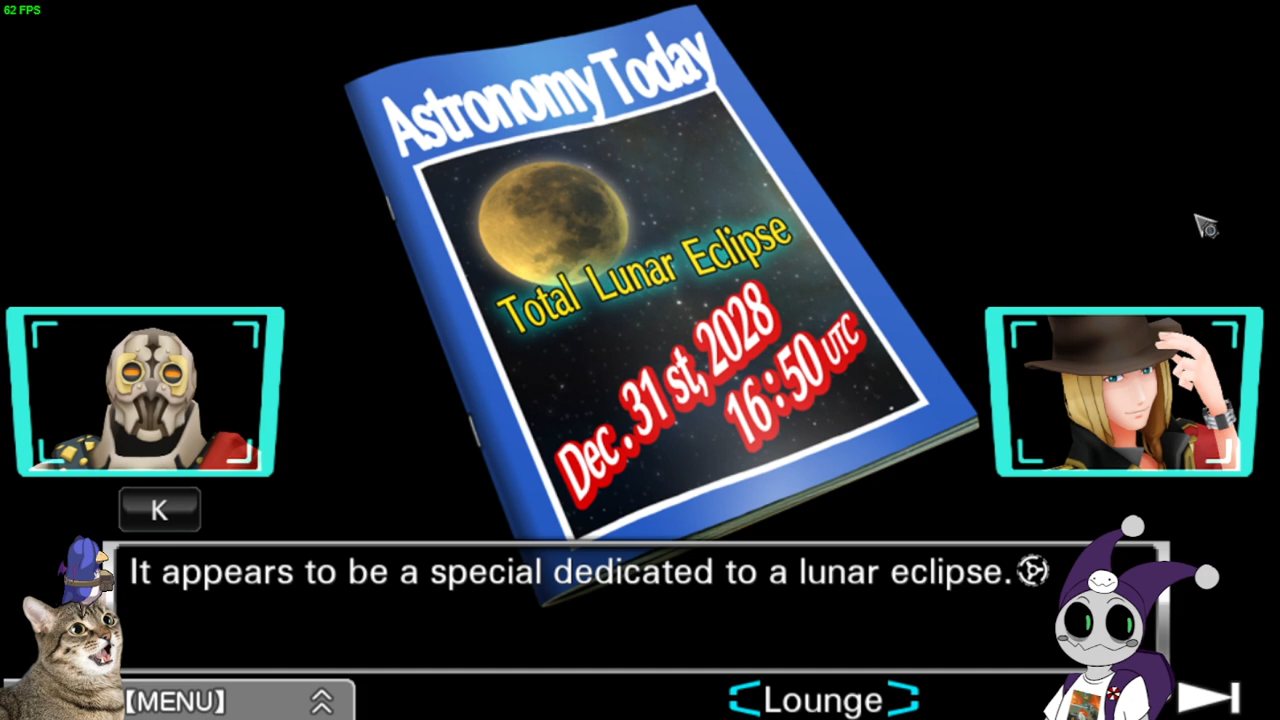 62 FPS
Astronomy Today
Total Lunar Eclipse
Dec. 31 st, 2028
16:50 UTC
K
It appears to be a special dedicated to a lunar eclipse.
【MENU】
Lounge